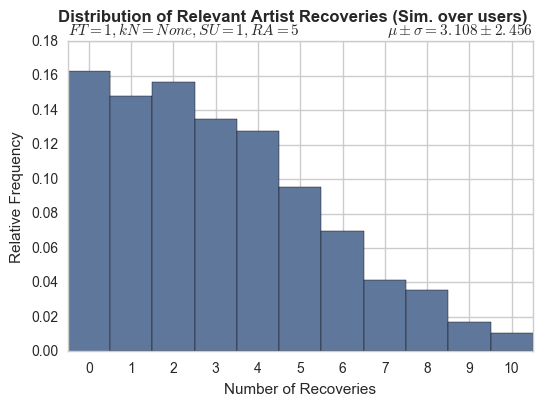 Distribution of Relevant Artist Recoveries (Sim. over users)
FT = 1, kN = None, SU = 1, RA = 5 μ ± σ = 3.108 ± 2.456
0.18
0.16
0.14
0.12
0.10
0.08
0.06
0.04
0.02
0.00
Relative Frequency
0 1 2 3 4 5 6 7 8 9 10
Number of Recoveries